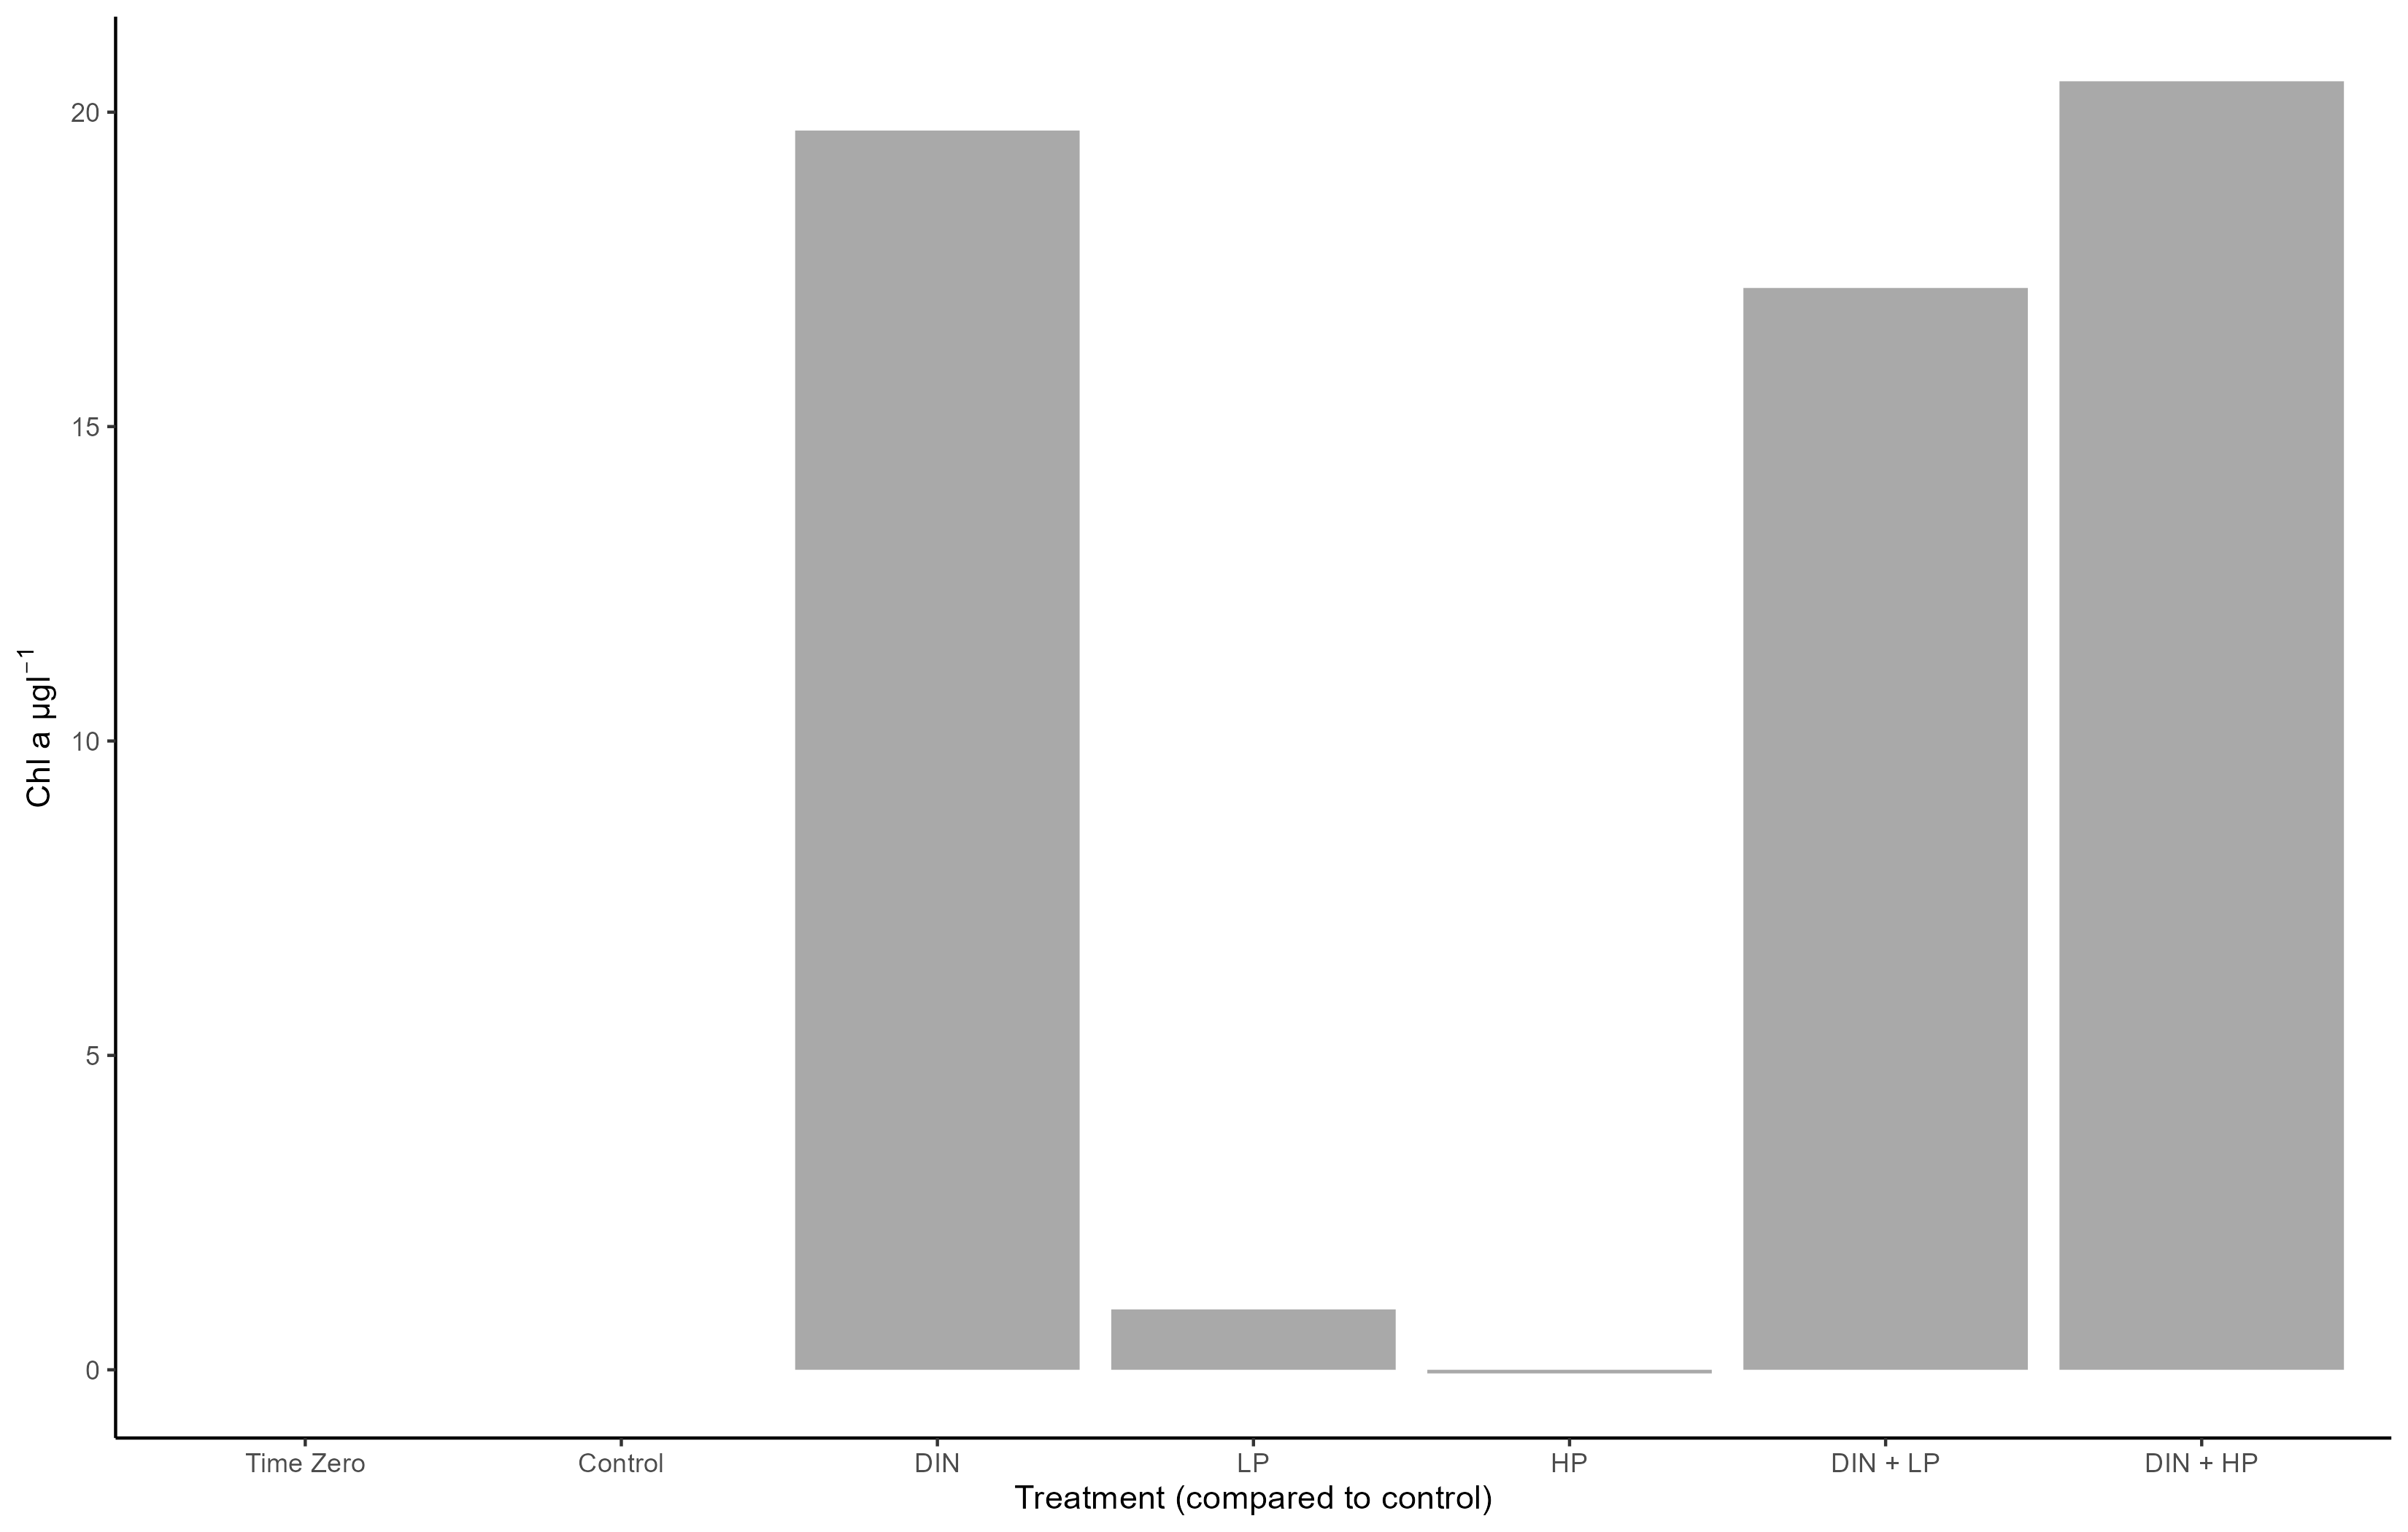 20
15
10
5
0
Chl a µgl⁻¹
Time Zero Control DIN LP HP DIN + LP DIN + HP
Treatment (compared to control)